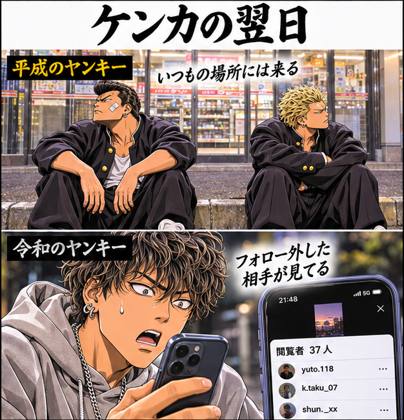 ケンカの翌日
平成のヤンキー
いつもの場所には来る
令和のヤンキー
フォロー外した
相手が見てる
21:48
5G
閲覧者 37人
yuto.118
k.taku_07
shun._xx